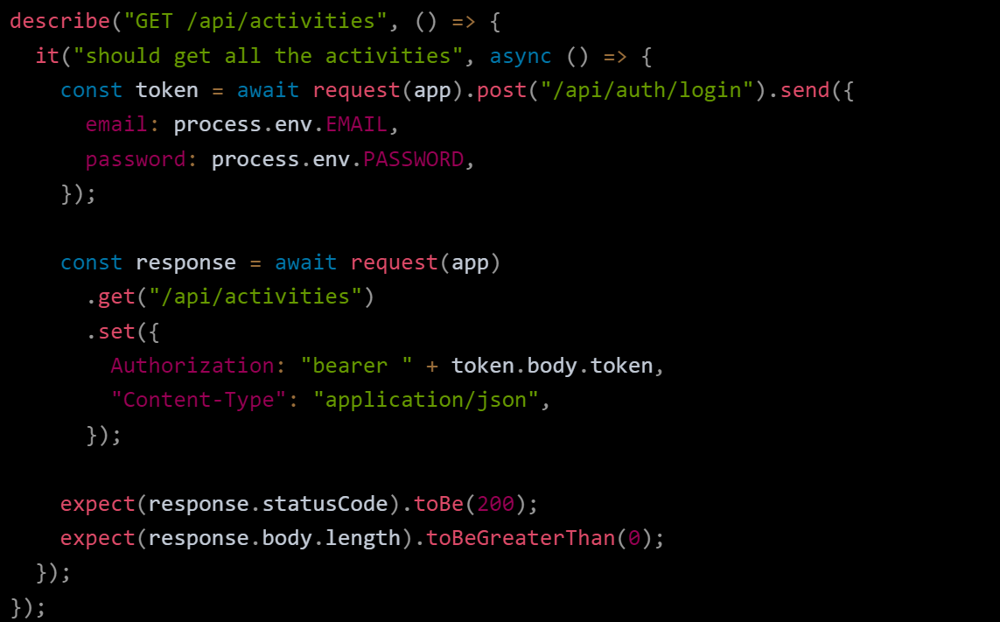 describe("GET /api/activities", () => {
  it("should get all the activities", async () => {
    const token = await request(app).post("/api/auth/login").send({
      email: process.env.EMAIL,
      password: process.env.PASSWORD,
    });

    const response = await request(app)
      .get("/api/activities")
      .set({
        Authorization: "bearer " + token.body.token,
        "Content-Type": "application/json",
      });

    expect(response.statusCode).toBe(200);
    expect(response.body.length).toBeGreaterThan(0);
  });
});